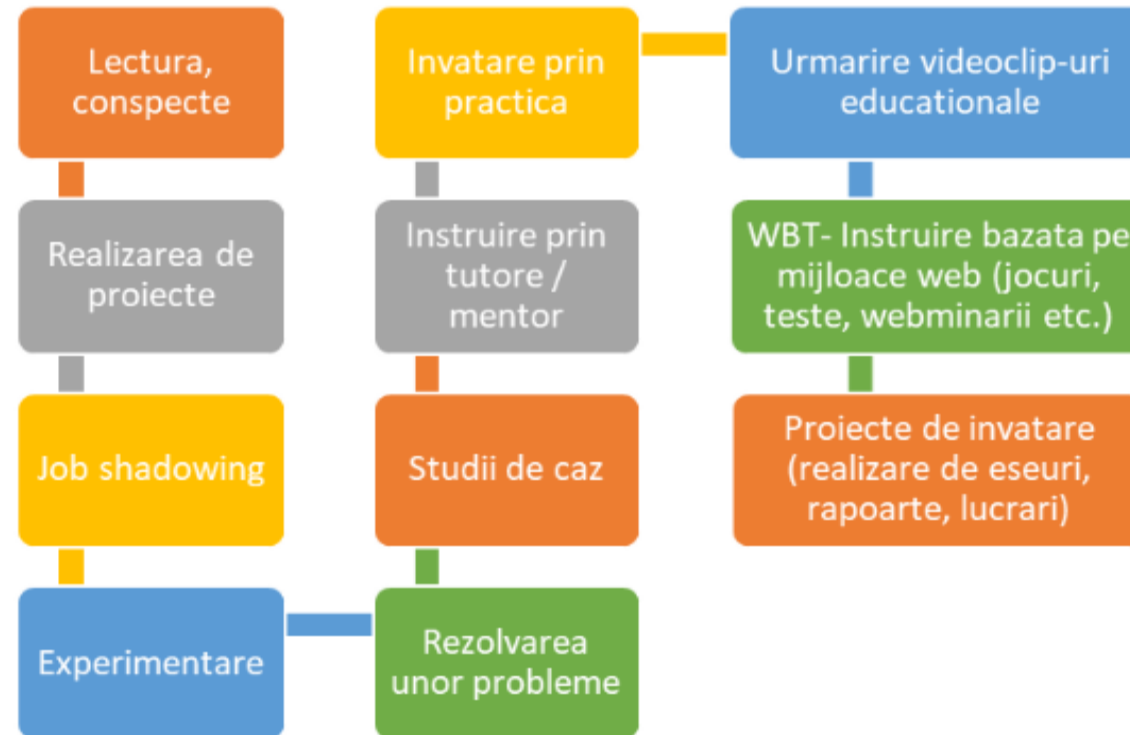 Lectura,
conspecte
Realizarea de
proiecte
Job shadowing
Experimentare
Rezolvarea
unor probleme
Studii de caz
Instruire prin
tutore /
mentor
Invatare prin
practica
Urmarire videoclip-uri
educationale
WBT- Instruire bazata pe
mijloace web (jocuri,
teste, webminarii etc.)
Proiecte de invatare
(realizare de eseuri,
rapoarte, lucrari)